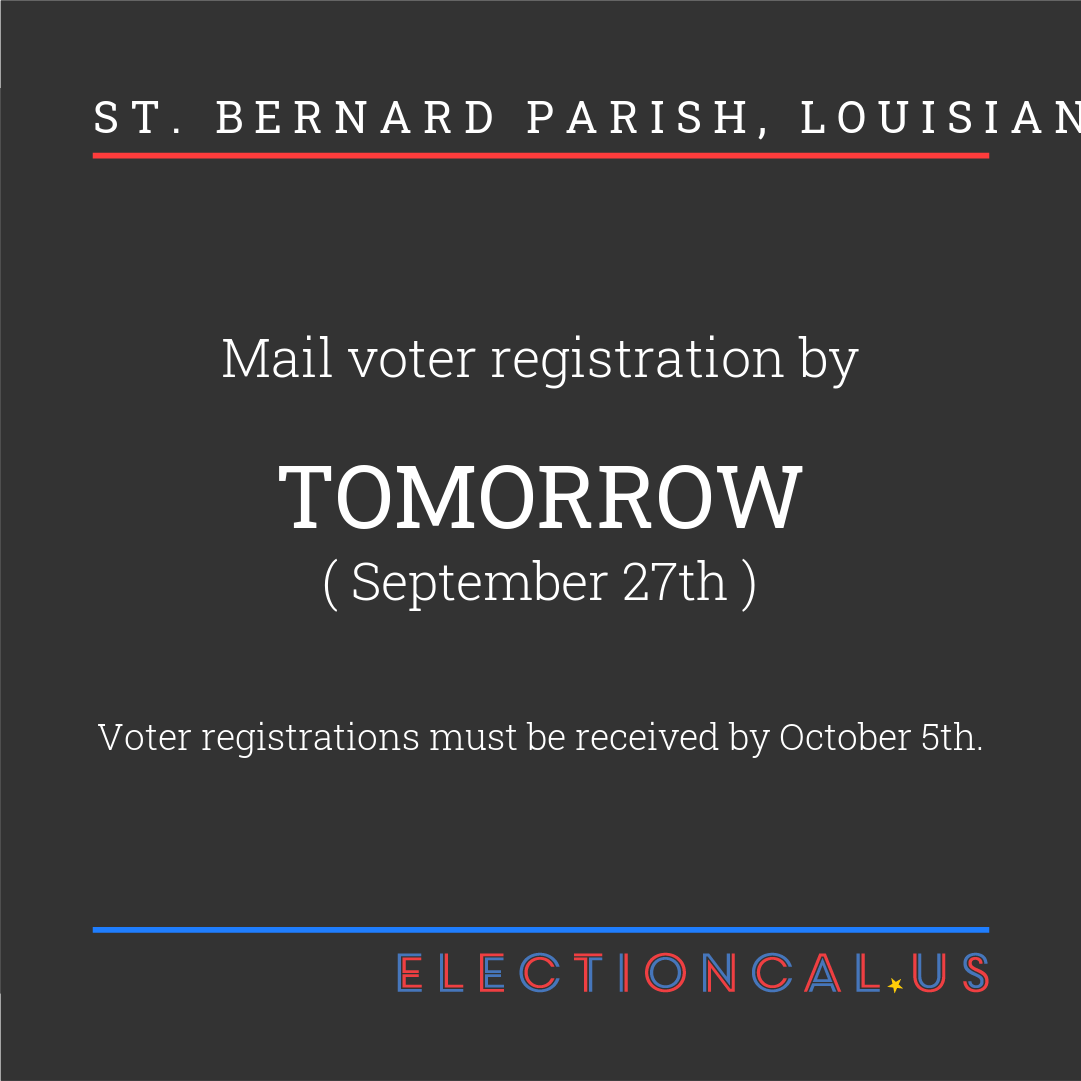 ST. BERNARD PARISH, LOUISIAN
Mail voter registration by
TOMORROW
( September 27th )
Voter registrations must be received by October 5th.
ELECTIONCAL.US